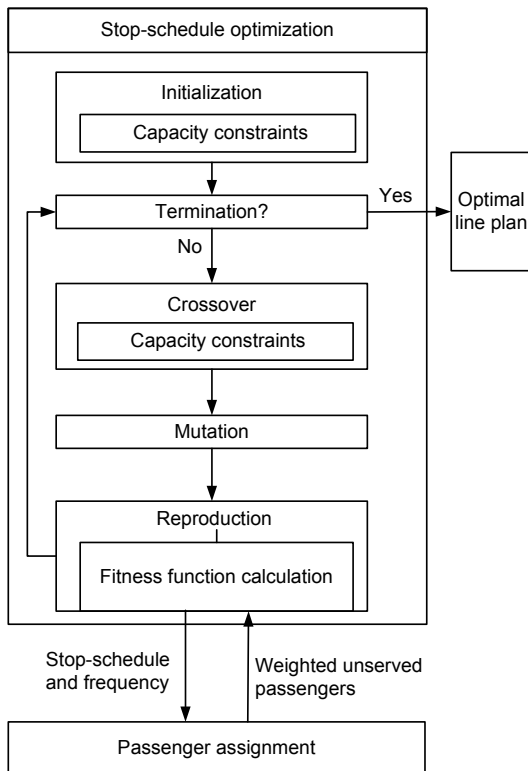 Stop-schedule optimization
Initialization
Capacity constraints
Termination?
Yes
Optimal
line plan
No
Crossover
Capacity constraints
Mutation
Reproduction
Fitness function calculation
Stop-schedule
and frequency
Weighted unserved
passengers
Passenger assignment